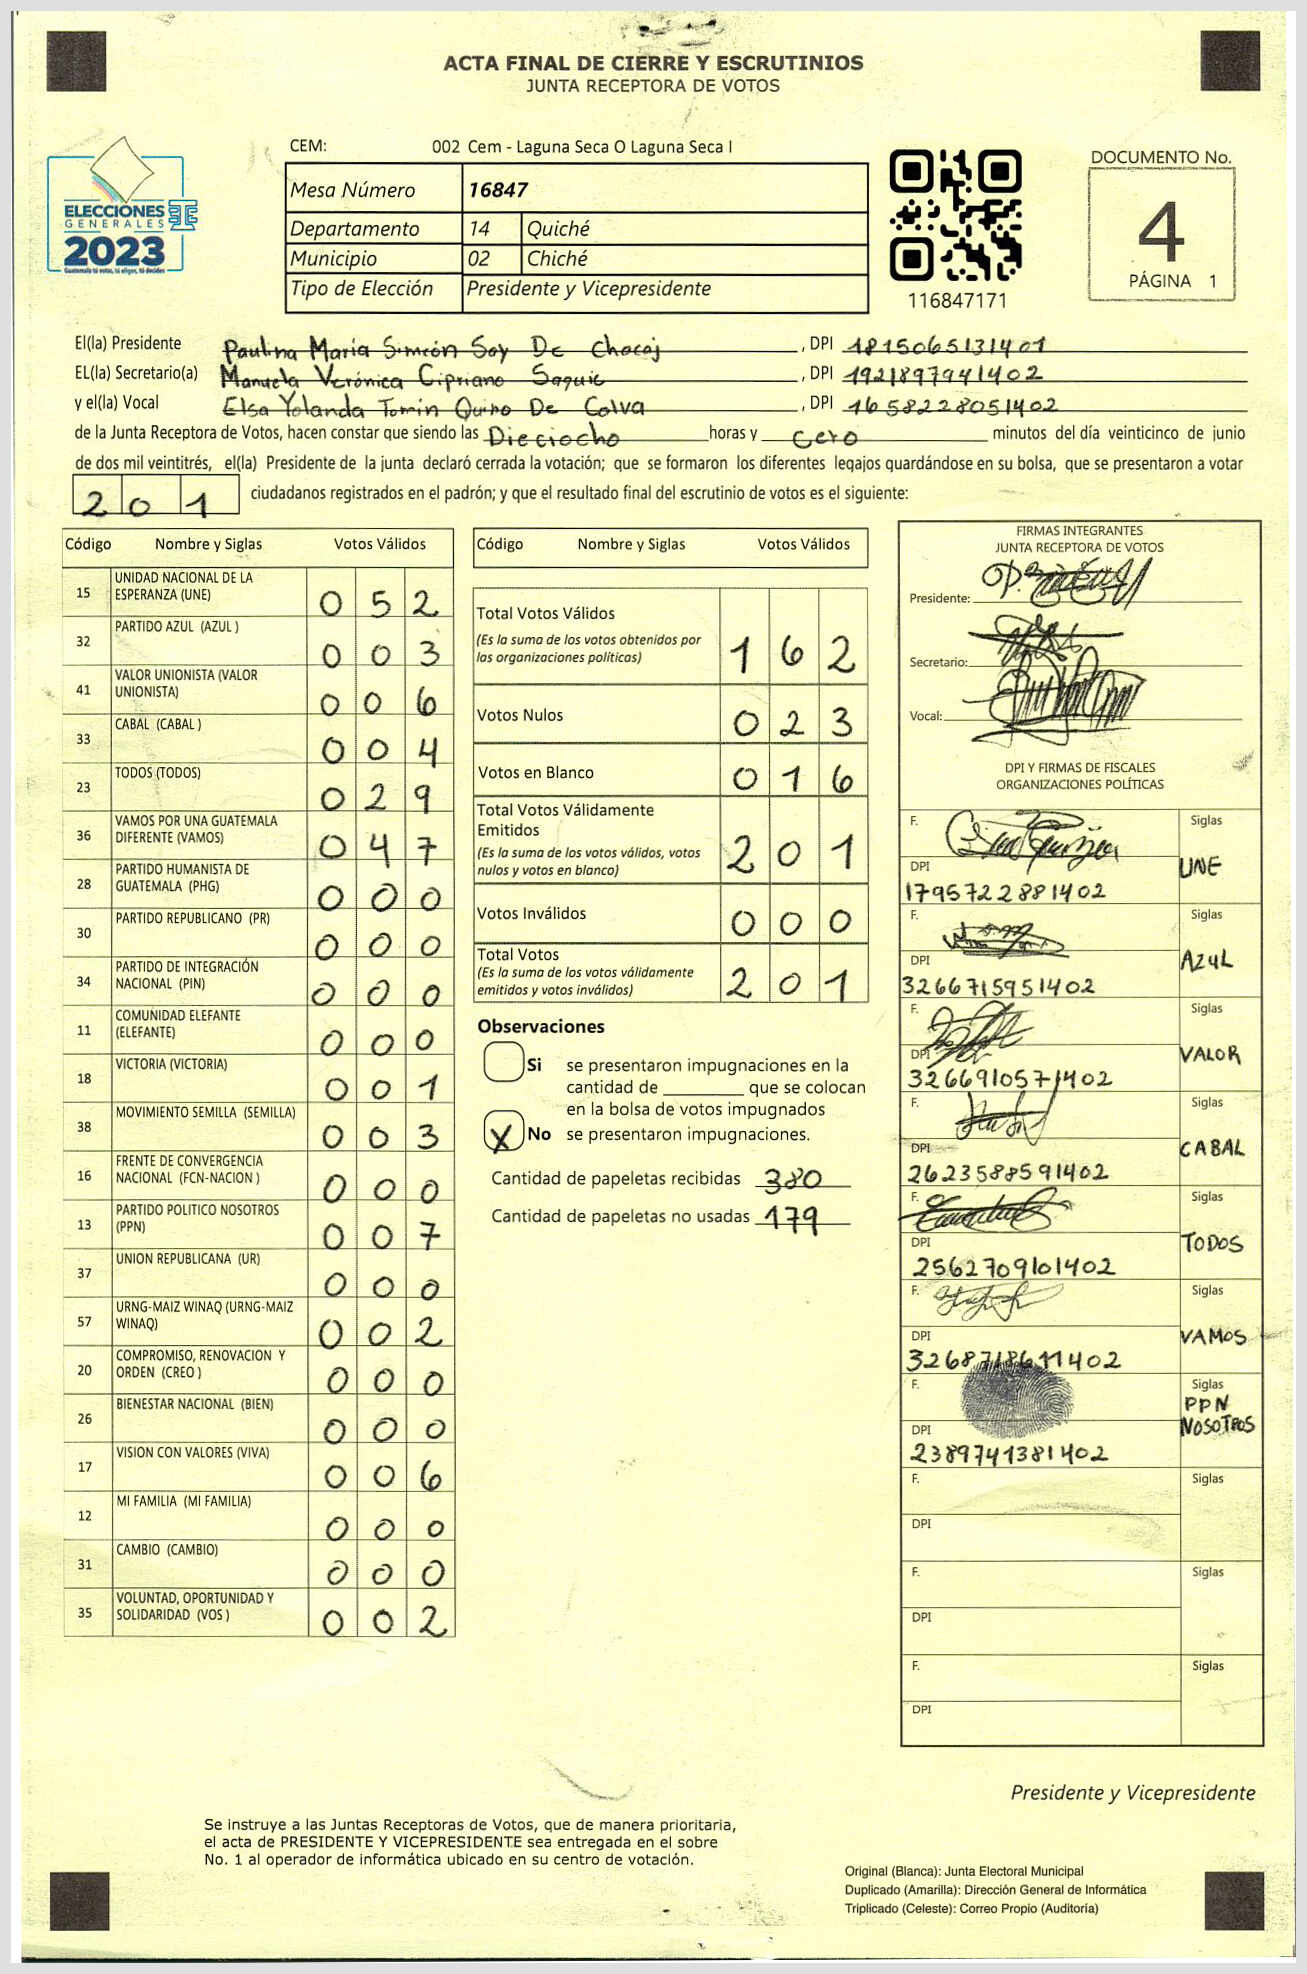 ACTA FINAL DE CIERRE Y ESCRUTINIOS
JUNTA RECEPTORA DE VOTOS
ELECCIONES
GENERALES
2023
Guatemala tú votas, tú eliges, tú decides
CEM: 002 Cem - Laguna Seca O Laguna Seca I
Mesa Número 16847
Departamento 14 Quiché
Municipio 02 Chiché
Tipo de Elección Presidente y Vicepresidente
116847171
DOCUMENTO No.
4
PÁGINA 1
El(la) Presidente Paulina María Simeón Soy De Chacaj, DPI 1815065131401
EL(la) Secretario(a) Manuela Verónica Cipriano Saquic, DPI 1921897941402
y el(la) Vocal Elsa Yolanda Tomín Quino De Calva, DPI 1658228051402
de la Junta Receptora de Votos, hacen constar que siendo las Dieciocho horas y cero minutos del día veinticinco de junio
de dos mil veintitrés, el(la) Presidente de la junta declaró cerrada la votación; que se formaron los diferentes legajos guardándose en su bolsa, que se presentaron a votar
201 ciudadanos registrados en el padrón; y que el resultado final del escrutinio de votos es el siguiente:
Código Nombre y Siglas Votos Válidos
15 UNIDAD NACIONAL DE LA ESPERANZA (UNE) 0 5 2
32 PARTIDO AZUL (AZUL ) 0 0 3
41 VALOR UNIONISTA (VALOR UNIONISTA) 0 0 6
33 CABAL (CABAL ) 0 0 4
23 TODOS (TODOS) 0 2 9
36 VAMOS POR UNA GUATEMALA DIFERENTE (VAMOS) 0 4 7
28 PARTIDO HUMANISTA DE GUATEMALA (PHG) 0 0 0
30 PARTIDO REPUBLICANO (PR) 0 0 0
34 PARTIDO DE INTEGRACIÓN NACIONAL (PIN) 0 0 0
11 COMUNIDAD ELEFANTE (ELEFANTE) 0 0 0
18 VICTORIA (VICTORIA) 0 0 1
38 MOVIMIENTO SEMILLA (SEMILLA) 0 0 3
16 FRENTE DE CONVERGENCIA NACIONAL (FCN-NACION ) 0 0 0
13 PARTIDO POLITICO NOSOTROS (PPN) 0 0 7
37 UNION REPUBLICANA (UR) 0 0 0
57 URNG-MAIZ WINAQ (URNG-MAIZ WINAQ) 0 0 2
20 COMPROMISO, RENOVACION Y ORDEN (CREO ) 0 0 0
26 BIENESTAR NACIONAL (BIEN) 0 0 0
17 VISION CON VALORES (VIVA) 0 0 6
12 MI FAMILIA (MI FAMILIA) 0 0 0
31 CAMBIO (CAMBIO) 0 0 0
35 VOLUNTAD, OPORTUNIDAD Y SOLIDARIDAD (VOS ) 0 0 2
Código Nombre y Siglas Votos Válidos
Total Votos Válidos 1 6 2
(Es la suma de los votos obtenidos por
las organizaciones políticas)
Votos Nulos 0 2 3
Votos en Blanco 0 1 6
Total Votos Válidamente
Emitidos 2 0 1
(Es la suma de los votos válidos, votos
nulos y votos en blanco)
Votos Inválidos 0 0 0
Total Votos 2 0 1
(Es la suma de los votos válidamente
emitidos y votos inválidos)
Observaciones
Si se presentaron impugnaciones en la
cantidad de ________ que se colocan
en la bolsa de votos impugnados
X No se presentaron impugnaciones.
Cantidad de papeletas recibidas 380
Cantidad de papeletas no usadas 179
FIRMAS INTEGRANTES
JUNTA RECEPTORA DE VOTOS
Presidente:
Secretario:
Vocal:
DPI Y FIRMAS DE FISCALES
ORGANIZACIONES POLÍTICAS
F. Siglas
DPI UNE
1795722881402
F. Siglas
DPI AZUL
3266715951402
F. Siglas
DPI VALOR
3266910571402
F. Siglas
DPI CABAL
2623588591402
F. Siglas
DPI TODOS
2562709101402
F. Siglas
DPI VAMOS
3268718611402
F. Siglas
PPN
DPI NOSOTROS
2389741381402
F. Siglas
DPI
F. Siglas
DPI
F. Siglas
DPI
Presidente y Vicepresidente
Se instruye a las Juntas Receptoras de Votos, que de manera prioritaria,
el acta de PRESIDENTE Y VICEPRESIDENTE sea entregada en el sobre
No. 1 al operador de informática ubicado en su centro de votación.
Original (Blanca): Junta Electoral Municipal
Duplicado (Amarilla): Dirección General de Informática
Triplicado (Celeste): Correo Propio (Auditoría)